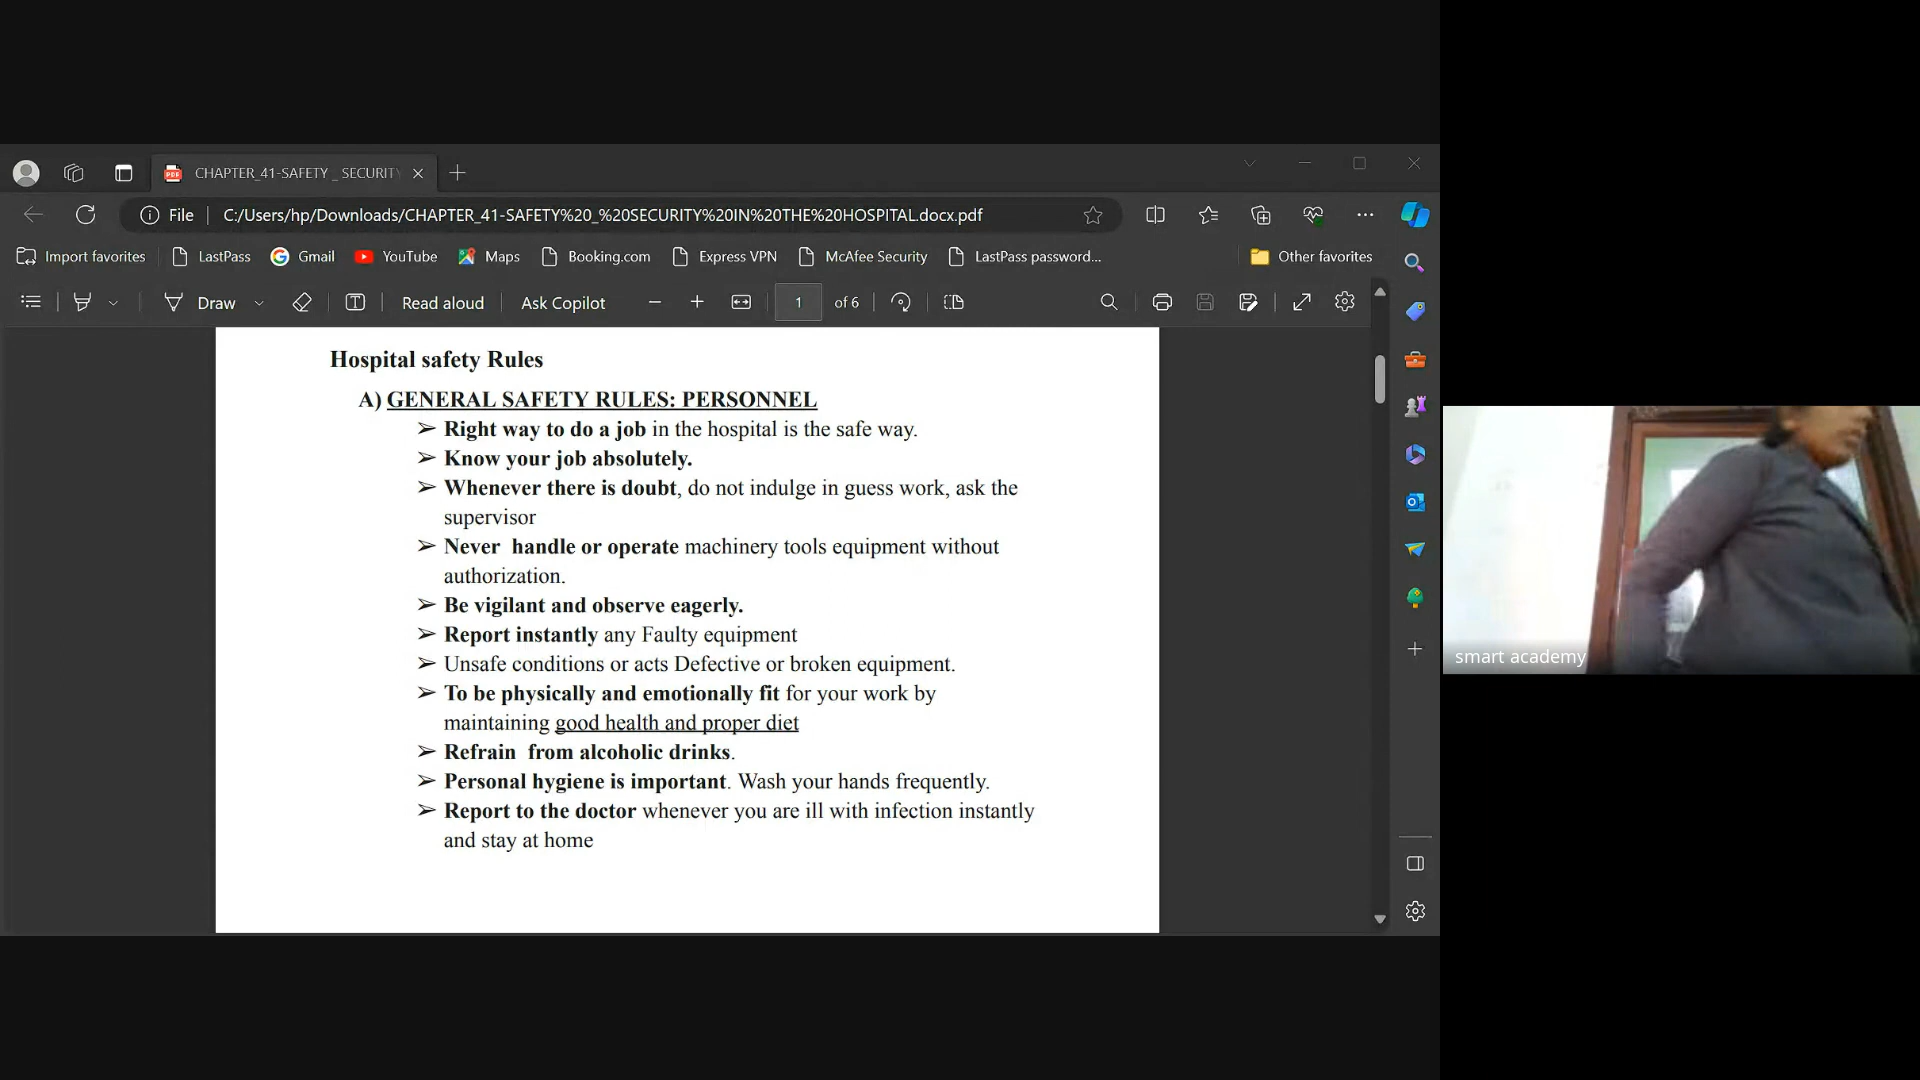 CHAPTER_41-SAFETY _ SECURITY
File
C:/Users/hp/Downloads/CHAPTER_41-SAFETY%20_%20SECURITY%20IN%20THE%20HOSPITAL.docx.pdf
Import favorites LastPass Gmail YouTube Maps Booking.com Express VPN McAfee Security LastPass password... Other favorites
Draw Read aloud Ask Copilot 1 of 6
Hospital safety Rules
A) GENERAL SAFETY RULES: PERSONNEL
➢ Right way to do a job in the hospital is the safe way.
➢ Know your job absolutely.
➢ Whenever there is doubt, do not indulge in guess work, ask the
supervisor
➢ Never handle or operate machinery tools equipment without
authorization.
➢ Be vigilant and observe eagerly.
➢ Report instantly any Faulty equipment
➢ Unsafe conditions or acts Defective or broken equipment.
➢ To be physically and emotionally fit for your work by
maintaining good health and proper diet
➢ Refrain from alcoholic drinks.
➢ Personal hygiene is important. Wash your hands frequently.
➢ Report to the doctor whenever you are ill with infection instantly
and stay at home
smart academy